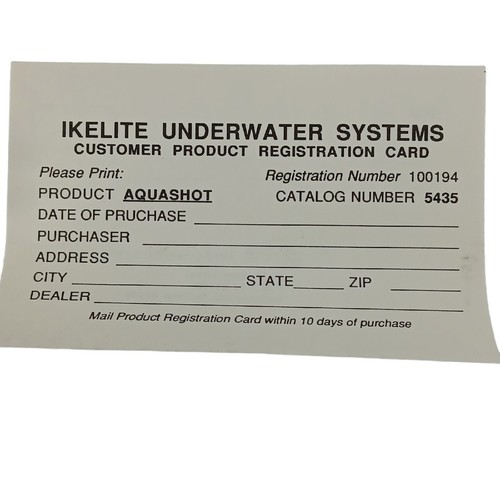 IKELITE UNDERWATER SYSTEMS
CUSTOMER PRODUCT REGISTRATION CARD
Please Print: Registration Number 100194
PRODUCT AQUASHOT CATALOG NUMBER 5435
DATE OF PRUCHASE
PURCHASER
ADDRESS
CITY STATE ZIP
DEALER
Mail Product Registration Card within 10 days of purchase